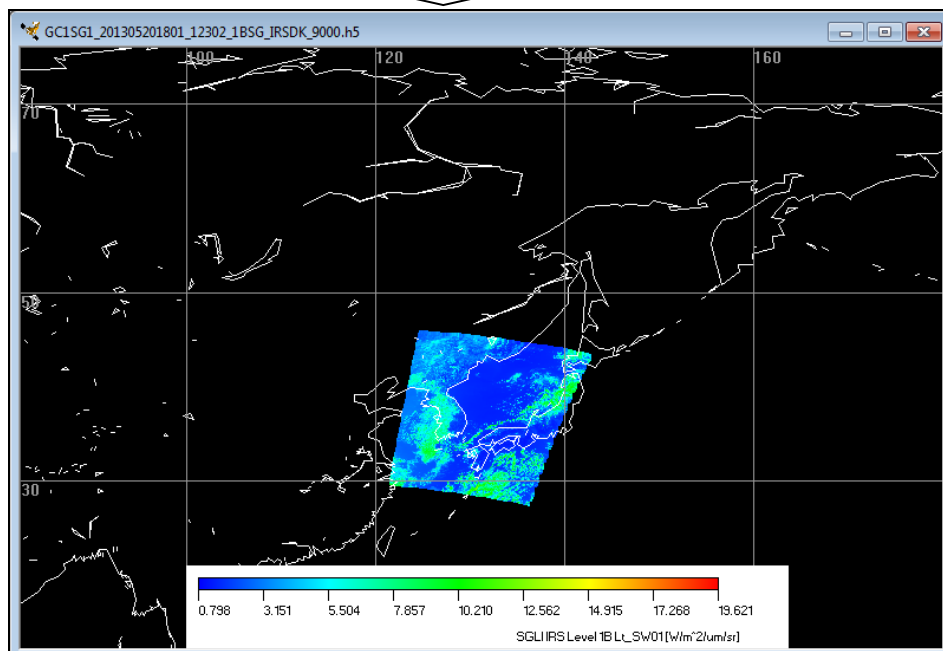 GC1SG1_201305201801_12302_1BSG_IRSDK_9000.h5
100 120 140 160
70
50
30
0.798 3.151 5.504 7.857 10.210 12.562 14.915 17.268 19.621
SGLI IRS Level 1B Lt_SW01[W/m^2/um/sr]